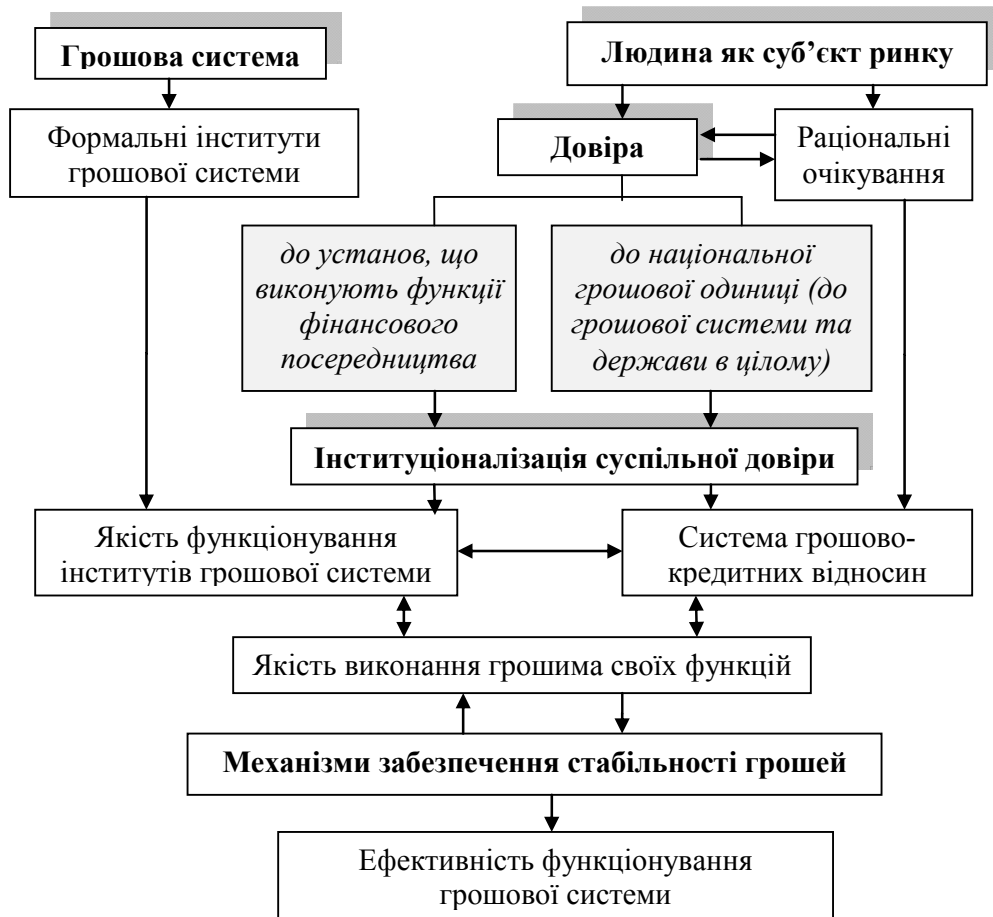 Грошова система
Людина як суб’єкт ринку
Формальні інститути
грошової системи
Довіра
Раціональні
очікування
до установ, що
виконують функції
фінансового
посередництва
до національної
грошової одиниці (до
грошової системи та
держави в цілому)
Інституціоналізація суспільної довіри
Якість функціонування
інститутів грошової системи
Система грошово-
кредитних відносин
Якість виконання грошима своїх функцій
Механізми забезпечення стабільності грошей
Ефективність функціонування
грошової системи